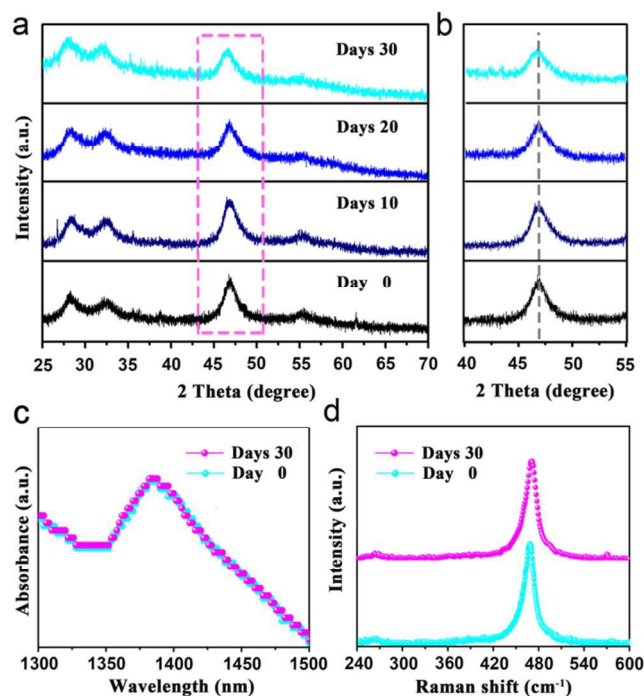 a
b
Days 30
Days 20
Days 10
Day 0
Intensity (a.u.)
25 30 35 40 45 50 55 60 65 70
2 Theta (degree)
40 45 50 55
2 Theta (degree)
c
Days 30
Day 0
Absorbance (a.u.)
1300 1350 1400 1450 1500
Wavelength (nm)
d
Days 30
Day 0
Intensity (a.u.)
240 300 360 420 480 540 600
Raman shift (cm⁻¹)